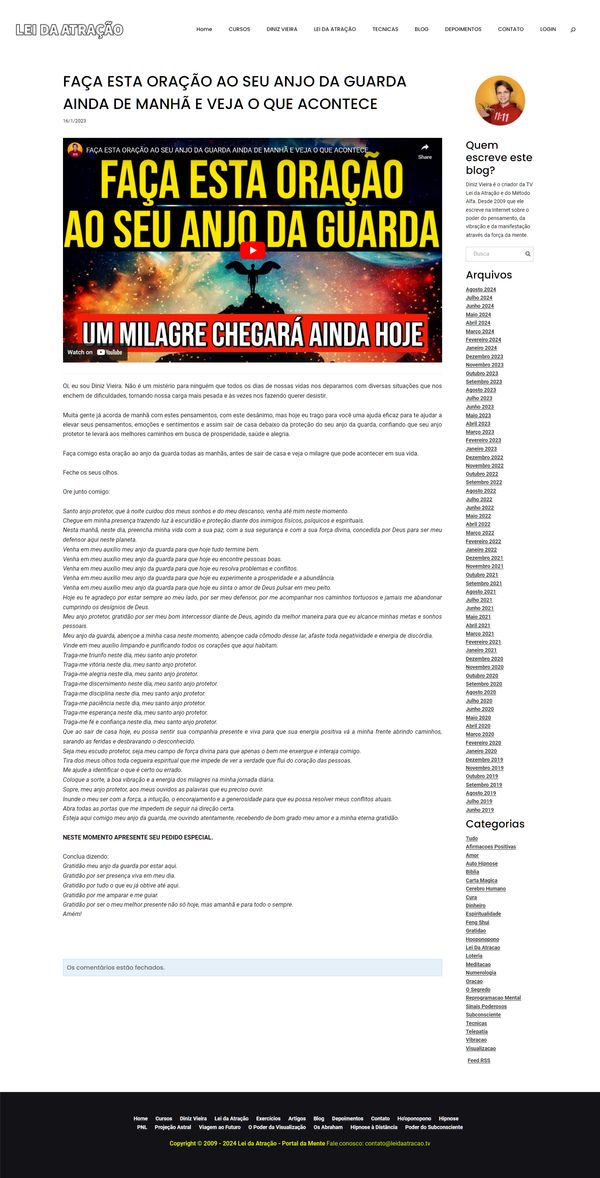 LEI DA ATRAÇÃO
Home CURSOS DINIZ VIEIRA LEI DA ATRAÇÃO TECNICAS BLOG DEPOIMENTOS CONTATO LOGIN
FAÇA ESTA ORAÇÃO AO SEU ANJO DA GUARDA
AINDA DE MANHÃ E VEJA O QUE ACONTECE
16/1/2023
FAÇA ESTA ORAÇÃO AO SEU ANJO DA GUARDA AINDA DE MANHÃ E VEJA O QUE ACONTECE
Share
FAÇA ESTA ORAÇÃO
AO SEU ANJO DA GUARDA
UM MILAGRE CHEGARÁ AINDA HOJE
Watch on YouTube
Oi, eu sou Diniz Vieira. Não é um mistério para ninguém que todos os dias de nossas vidas nos deparamos com diversas situações que nos
enchem de dificuldades, tornando nossa carga mais pesada e às vezes nos fazendo querer desistir.
Muita gente já acorda de manhã com estes pensamentos, com este desânimo, mas hoje eu trago para você uma ajuda eficaz para te ajudar a
elevar seus pensamentos, emoções e sentimentos e assim sair de casa debaixo da proteção do seu anjo da guarda, confiando que seu anjo
protetor te levará aos melhores caminhos em busca de prosperidade, saúde e alegria.
Faça comigo esta oração ao anjo da guarda todas as manhãs, antes de sair de casa e veja o milagre que pode acontecer em sua vida.
Feche os seus olhos.
Ore junto comigo:
Santo anjo protetor, que à noite cuidou dos meus sonhos e do meu descanso, venha até mim neste momento.
Chegue em minha presença trazendo luz à escuridão e proteção diante dos inimigos físicos, psíquicos e espirituais.
Nesta manhã, neste dia, preencha minha vida com a sua paz, com a sua segurança e com a sua força divina, concedida por Deus para ser meu
defensor aqui neste planeta.
Venha em meu auxílio meu anjo da guarda para que hoje tudo termine bem.
Venha em meu auxílio meu anjo da guarda para que hoje eu encontre pessoas boas.
Venha em meu auxílio meu anjo da guarda para que hoje eu resolva problemas e conflitos.
Venha em meu auxílio meu anjo da guarda para que hoje eu experimente a prosperidade e a abundância.
Venha em meu auxílio meu anjo da guarda para que hoje eu sinta o amor de Deus pulsar em meu peito.
Hoje eu te agradeço por estar sempre ao meu lado, por ser meu defensor, por me acompanhar nos caminhos tortuosos e jamais me abandonar
cumprindo os desígnios de Deus.
Meu anjo protetor, gratidão por ser meu bom intercessor diante de Deus, agindo da melhor maneira para que eu alcance minhas metas e sonhos
pessoais.
Meu anjo da guarda, abençoe a minha casa neste momento, abençoe cada cômodo desse lar, afaste toda negatividade e energia de discórdia.
Vinde em meu auxílio limpando e purificando todos os corações que aqui habitam.
Traga-me triunfo neste dia, meu santo anjo protetor.
Traga-me vitória neste dia, meu santo anjo protetor.
Traga-me alegria neste dia, meu santo anjo protetor.
Traga-me discernimento neste dia, meu santo anjo protetor.
Traga-me disciplina neste dia, meu santo anjo protetor.
Traga-me paciência neste dia, meu santo anjo protetor.
Traga-me esperança neste dia, meu santo anjo protetor.
Traga-me fé e confiança neste dia, meu santo anjo protetor.
Que ao sair de casa hoje, eu possa sentir sua companhia presente e viva para que sua energia positiva vá a minha frente abrindo caminhos,
sarando as feridas e desbravando o desconhecido.
Seja meu escudo protetor, seja meu campo de força divina para que apenas o bem me enxergue e interaja comigo.
Tira dos meus olhos toda cegueira espiritual que me impede de ver a verdade que flui do coração das pessoas.
Me ajude a identificar o que é certo ou errado.
Coloque a sorte, a boa vibração e a energia dos milagres na minha jornada diária.
Sopre, meu anjo protetor, aos meus ouvidos as palavras que eu preciso ouvir.
Inunde o meu ser com a força, a intuição, o encorajamento e a generosidade para que eu possa resolver meus conflitos atuais.
Abra todas as portas que me impedem de seguir na direção certa.
Esteja aqui comigo meu anjo da guarda, me ouvindo atentamente, recebendo de bom grado meu amor e a minha eterna gratidão.
NESTE MOMENTO APRESENTE SEU PEDIDO ESPECIAL.
Conclua dizendo:
Gratidão meu anjo da guarda por estar aqui.
Gratidão por ser presença viva em meu dia.
Gratidão por tudo o que eu já obtive até aqui.
Gratidão por me amparar e me guiar.
Gratidão por ser o meu melhor presente não só hoje, mas amanhã e para todo o sempre.
Amém!
Os comentários estão fechados.
11:11
Quem
escreve este
blog?
Diniz Vieira é o criador da TV
Lei da Atração e do Método
Alfa. Desde 2009 que ele
escreve na Internet sobre o
poder do pensamento, da
vibração e da manifestação
através da força da mente.
Busca
Arquivos
Agosto 2024
Julho 2024
Junho 2024
Maio 2024
Abril 2024
Março 2024
Fevereiro 2024
Janeiro 2024
Dezembro 2023
Novembro 2023
Outubro 2023
Setembro 2023
Agosto 2023
Julho 2023
Junho 2023
Maio 2023
Abril 2023
Março 2023
Fevereiro 2023
Janeiro 2023
Dezembro 2022
Novembro 2022
Outubro 2022
Setembro 2022
Agosto 2022
Julho 2022
Junho 2022
Maio 2022
Abril 2022
Março 2022
Fevereiro 2022
Janeiro 2022
Dezembro 2021
Novembro 2021
Outubro 2021
Setembro 2021
Agosto 2021
Julho 2021
Junho 2021
Maio 2021
Abril 2021
Março 2021
Fevereiro 2021
Janeiro 2021
Dezembro 2020
Novembro 2020
Outubro 2020
Setembro 2020
Agosto 2020
Julho 2020
Junho 2020
Maio 2020
Abril 2020
Março 2020
Fevereiro 2020
Janeiro 2020
Dezembro 2019
Novembro 2019
Outubro 2019
Setembro 2019
Agosto 2019
Julho 2019
Junho 2019
Categorias
Tudo
Afirmacoes Positivas
Amor
Auto Hipnose
Biblia
Carta Magica
Cerebro Humano
Cura
Dinheiro
Espiritualidade
Feng Shui
Gratidao
Hooponopono
Lei Da Atracao
Loteria
Meditacao
Numerologia
Oracao
O Segredo
Reprogramacao Mental
Sinais Poderosos
Subconsciente
Tecnicas
Telepatia
Vibracao
Visualizacao
Feed RSS
Home Cursos Diniz Vieira Lei da Atração Exercicios Artigos Blog Depoimentos Contato Ho'oponopono Hipnose
PNL Projeção Astral Viagem ao Futuro O Poder da Visualização Os Abraham Hipnose à Distância Poder do Subconsciente
Copyright © 2009 - 2024 Lei da Atração - Portal da Mente Fale conosco: contato@leidaatracao.tv